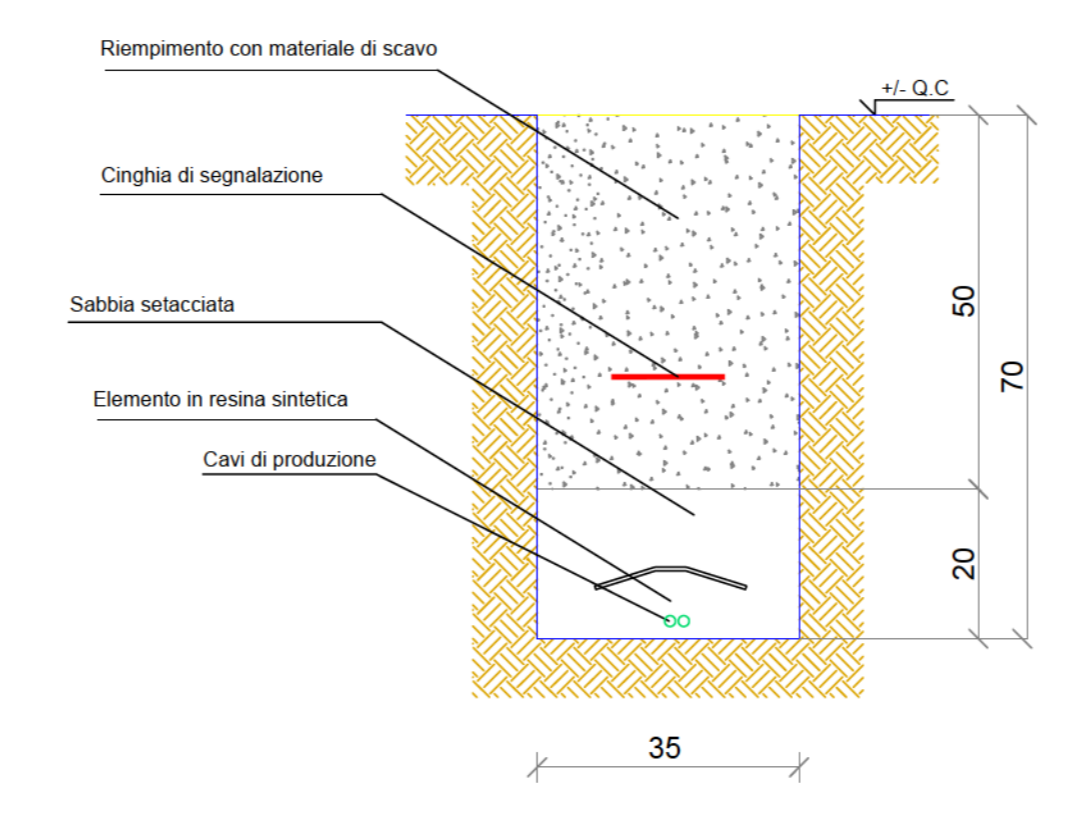 Riempimento con materiale di scavo
+/- Q.C
Cinghia di segnalazione
Sabbia setacciata
50
70
Elemento in resina sintetica
Cavi di produzione
20
35